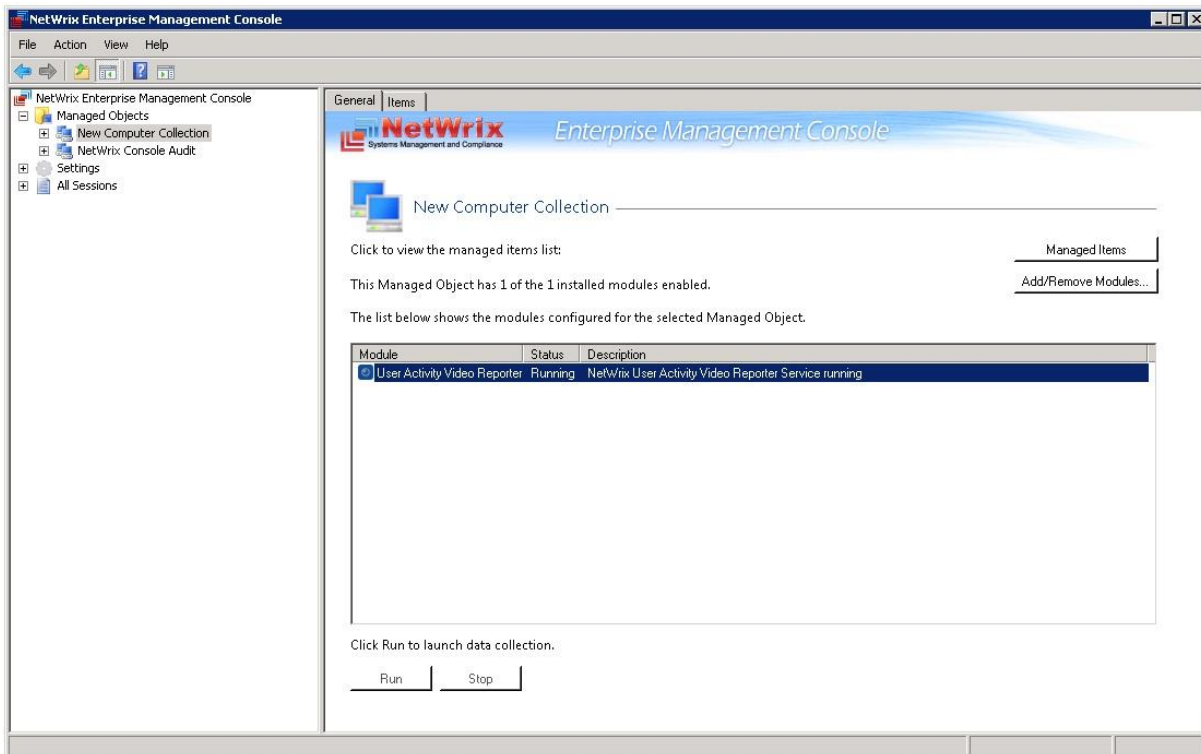 NetWrix Enterprise Management Console
File Action View Help
NetWrix Enterprise Management Console
Managed Objects
New Computer Collection
NetWrix Console Audit
Settings
All Sessions
General Items
NetWrix Enterprise Management Console
Systems Management and Compliance
New Computer Collection
Click to view the managed items list: Managed Items
This Managed Object has 1 of the 1 installed modules enabled. Add/Remove Modules...
The list below shows the modules configured for the selected Managed Object.
Module Status Description
User Activity Video Reporter Running NetWrix User Activity Video Reporter Service running
Click Run to launch data collection.
Run Stop